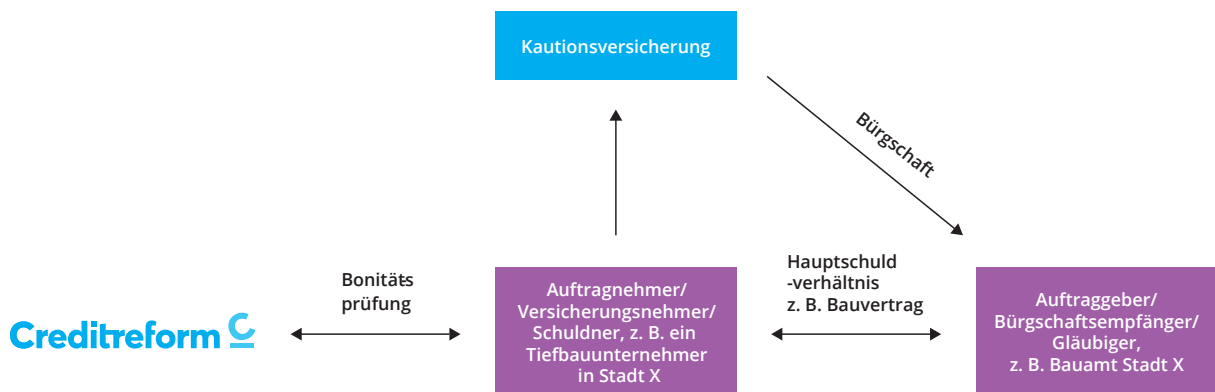 Kautionsversicherung
Bürgschaft
Bonitäts-
prüfung
Hauptschuld
-verhältnis
z. B. Bauvertrag
Creditreform C
Auftragnehmer/
Versicherungsnehmer/
Schuldner, z. B. ein
Tiefbauunternehmer
in Stadt X
Auftraggeber/
Bürgschaftsempfänger/
Gläubiger,
z. B. Bauamt Stadt X